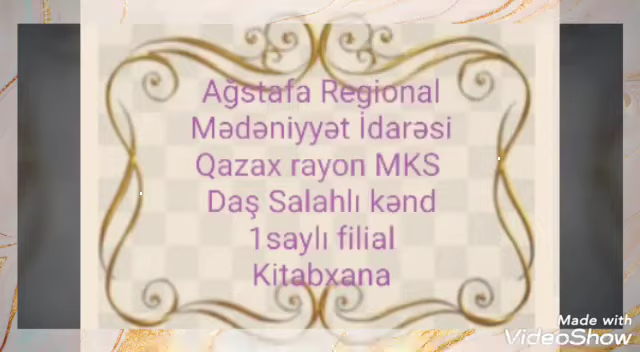 Ağstafa Regional
Mədəniyyət İdarəsi
Qazax rayon MKS
Daş Salahlı kənd
1saylı filial
Kitabxana
Made with
VideoShow